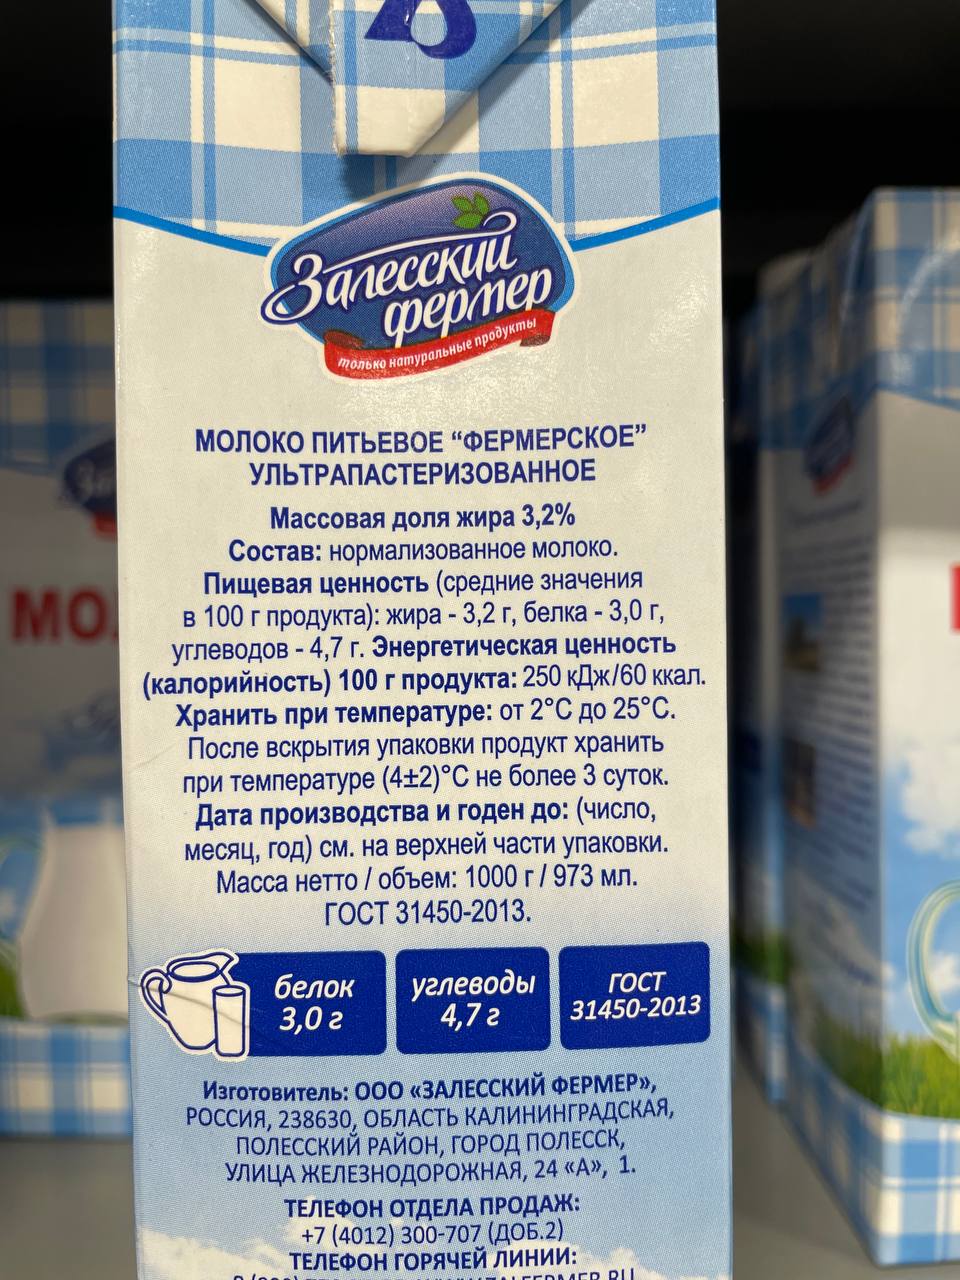 Залесский
фермер
только натуральные продукты
МОЛОКО ПИТЬЕВОЕ “ФЕРМЕРСКОЕ”
УЛЬТРАПАСТЕРИЗОВАННОЕ
Массовая доля жира 3,2%
Состав: нормализованное молоко.
Пищевая ценность (средние значения
в 100 г продукта): жира - 3,2 г, белка - 3,0 г,
углеводов - 4,7 г. Энергетическая ценность
(калорийность) 100 г продукта: 250 кДж/60 ккал.
Хранить при температуре: от 2°С до 25°С.
После вскрытия упаковки продукт хранить
при температуре (4±2)°С не более 3 суток.
Дата производства и годен до: (число,
месяц, год) см. на верхней части упаковки.
Масса нетто / объем: 1000 г / 973 мл.
ГОСТ 31450-2013.
белок
3,0 г
углеводы
4,7 г
ГОСТ
31450-2013
Изготовитель: ООО «ЗАЛЕССКИЙ ФЕРМЕР»,
РОССИЯ, 238630, ОБЛАСТЬ КАЛИНИНГРАДСКАЯ,
ПОЛЕССКИЙ РАЙОН, ГОРОД ПОЛЕССК,
УЛИЦА ЖЕЛЕЗНОДОРОЖНАЯ, 24 «А», 1.
ТЕЛЕФОН ОТДЕЛА ПРОДАЖ:
+7 (4012) 300-707 (ДОБ.2)
ТЕЛЕФОН ГОРЯЧЕЙ ЛИНИИ:
МО